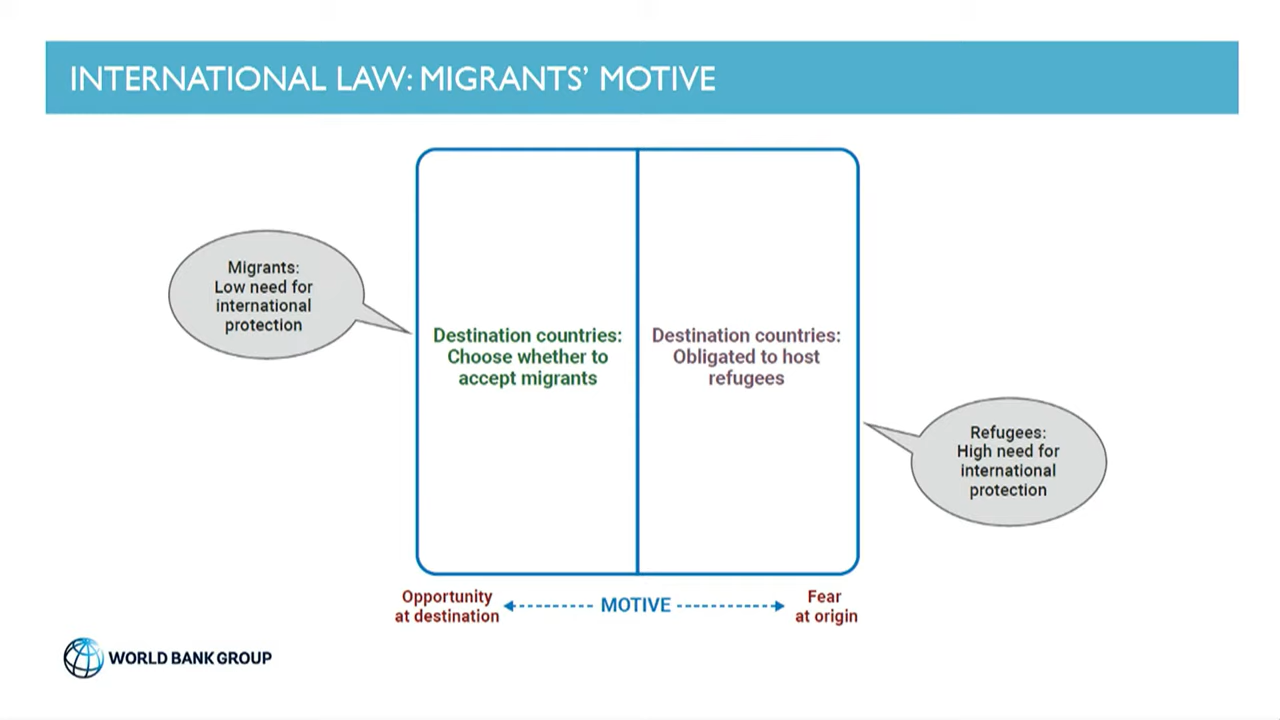 INTERNATIONAL LAW: MIGRANTS’ MOTIVE
Migrants:
Low need for
international
protection
Destination countries:
Choose whether to
accept migrants
Destination countries:
Obligated to host
refugees
Refugees:
High need for
international
protection
Opportunity
at destination
MOTIVE
Fear
at origin
WORLD BANK GROUP